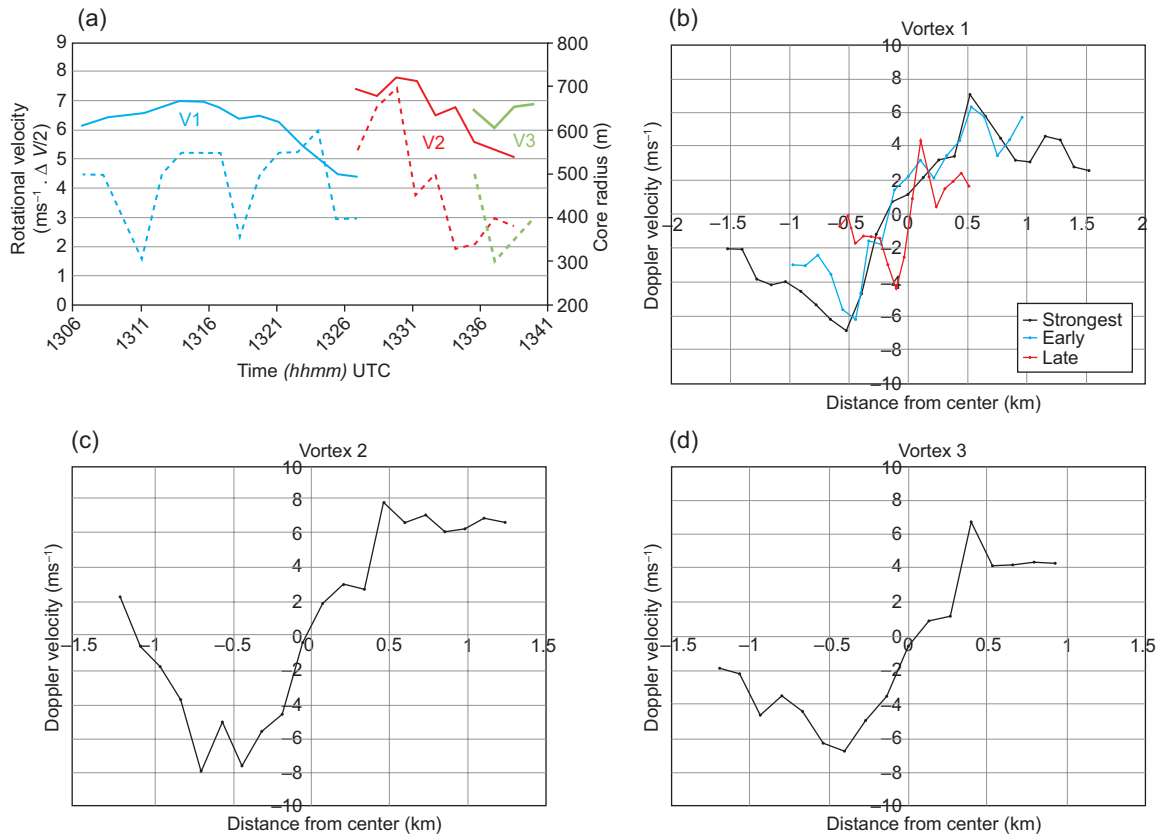 (a)
9
8
7
6
5
4
3
2
1
0
Rotational velocity
(ms⁻¹ . Δ V/2)
800
700
600
500
400
300
200
Core radius (m)
V1
V2
V3
1306
1311
1316
1321
1326
1331
1336
1341
Time (hhmm) UTC
(b)
Vortex 1
10
8
6
4
2
0
−2
−4
−6
−8
−10
Doppler velocity (ms⁻¹)
−2 −1.5 −1 −0.5 0 0.5 1 1.5 2
Strongest
Early
Late
Distance from center (km)
(c)
Vortex 2
10
8
6
4
2
0
−2
−4
−6
−8
−10
Doppler velocity (ms⁻¹)
−1.5 −1 −0.5 0 0.5 1 1.5
Distance from center (km)
(d)
Vortex 3
10
8
6
4
2
0
−2
−4
−6
−8
−10
Doppler velocity (ms⁻¹)
−1.5 −1 −0.5 0 0.5 1 1.5
Distance from center (km)